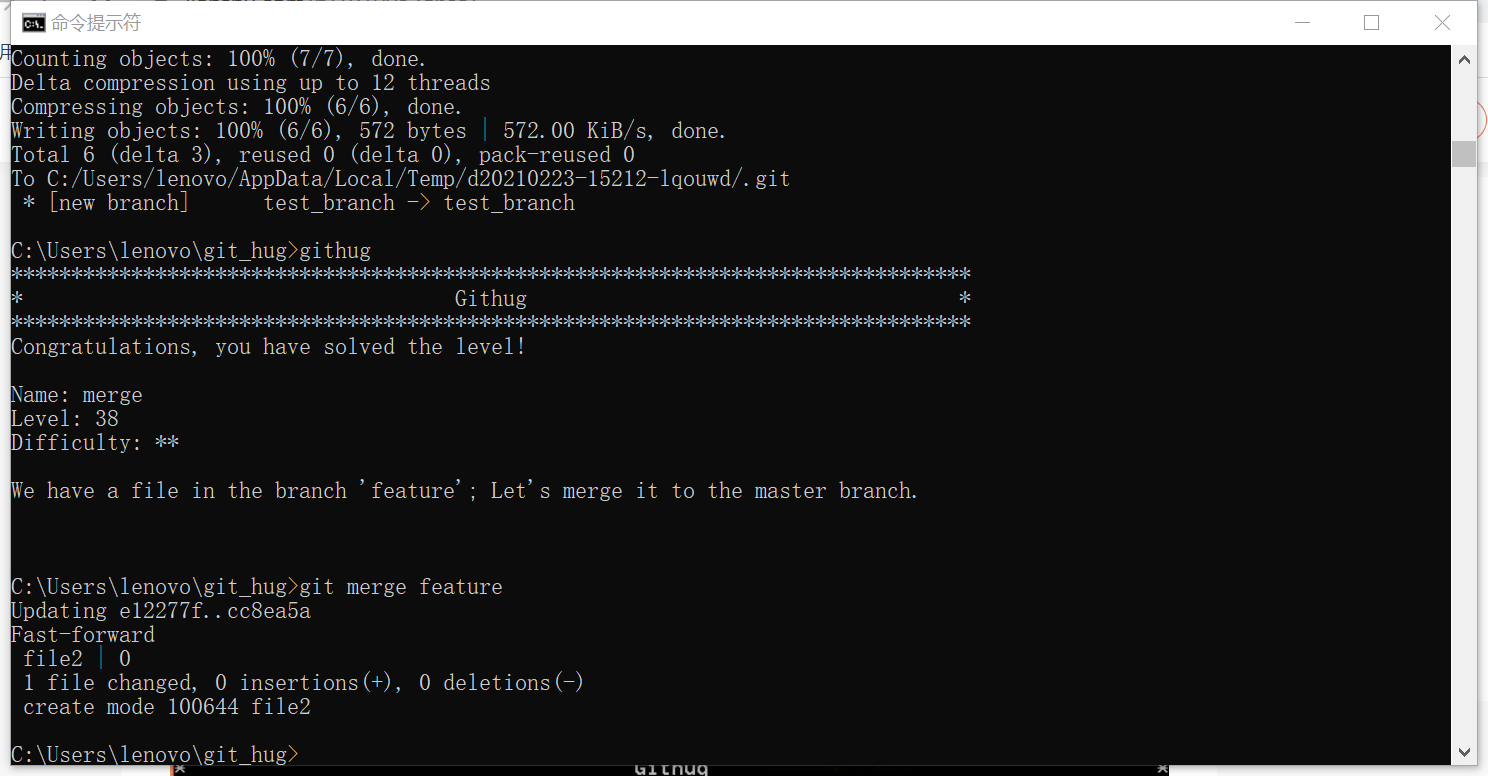 命令提示符
Counting objects: 100% (7/7), done.
Delta compression using up to 12 threads
Compressing objects: 100% (6/6), done.
Writing objects: 100% (6/6), 572 bytes | 572.00 KiB/s, done.
Total 6 (delta 3), reused 0 (delta 0), pack-reused 0
To C:/Users/lenovo/AppData/Local/Temp/d20210223-15212-lqouwd/.git
 * [new branch]      test_branch -> test_branch
C:\Users\lenovo\git_hug>githug
********************************************************************************
*                                    Githug                                    *
********************************************************************************
Congratulations, you have solved the level!
Name: merge
Level: 38
Difficulty: **
We have a file in the branch 'feature'; Let's merge it to the master branch.
C:\Users\lenovo\git_hug>git merge feature
Updating e12277f..cc8ea5a
Fast-forward
 file2 | 0
 1 file changed, 0 insertions(+), 0 deletions(-)
 create mode 100644 file2
C:\Users\lenovo\git_hug>
* Githug *